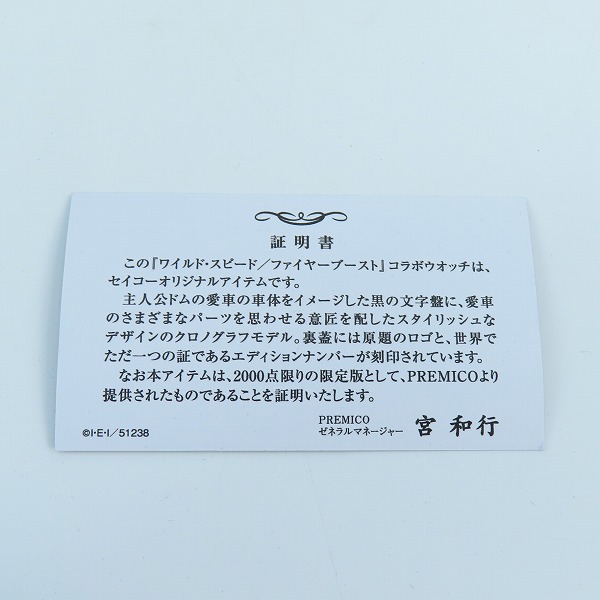 証明書
この『ワイルド・スピード／ファイヤーブースト』コラボウオッチは、
セイコーオリジナルアイテムです。
主人公ドムの愛車の車体をイメージした黒の文字盤に、愛車
のさまざまなパーツを思わせる意匠を配したスタイリッシュな
デザインのクロノグラフモデル。裏蓋には原題のロゴと、世界で
ただ一つの証であるエディションナンバーが刻印されています。
なお本アイテムは、2000点限りの限定版として、PREMICOより
提供されたものであることを証明いたします。
PREMICO
ゼネラルマネージャー 宮 和行
©I・E・I／51238